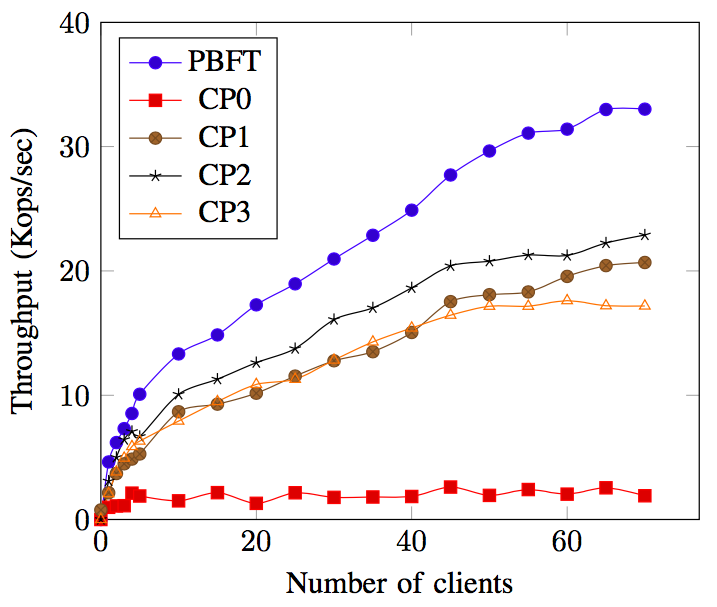 40
30
20
10
0
0
20
40
60
Throughput (Kops/sec)
Number of clients
PBFT
CP0
CP1
CP2
CP3